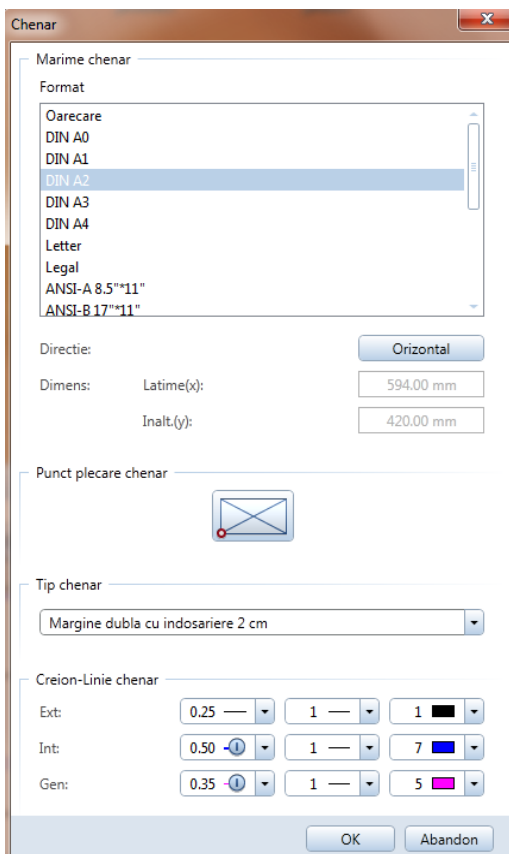 Chenar
Marime chenar
Format
Oarecare
DIN A0
DIN A1
DIN A2
DIN A3
DIN A4
Letter
Legal
ANSI-A 8.5"*11"
ANSI-B 17"*11"
Directie: Orizontal
Dimens: Latime(x): 594.00 mm
Inalt.(y): 420.00 mm
Punct plecare chenar
Tip chenar
Margine dubla cu indosariere 2 cm
Creion-Linie chenar
Ext: 0.25 1 1
Int: 0.50 1 7
Gen: 0.35 1 5
OK Abandon